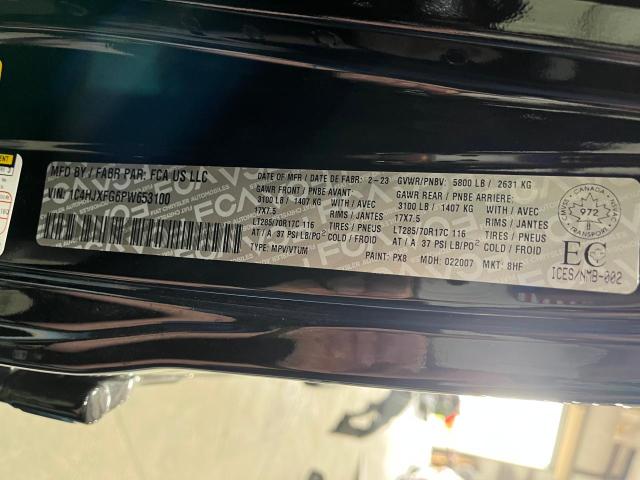 MFD BY / FABR PAR: FCA US LLC
DATE OF MFR / DATE DE FABR: 2-23
GVWR/PNBV: 5800 LB / 2631 KG
VIN: 1C4HJXFG6PW653100
GAWR FRONT / PNBE AVANT:
3100 LB / 1407 KG WITH / AVEC
17X7.5 RIMS / JANTES
LT285/70R17C 116 TIRES / PNEUS
AT/ A 37 PSI LB/PO² COLD / FROID
GAWR REAR / PNBE ARRIERE:
3100 LB / 1407 KG WITH / AVEC
17X7.5 RIMS / JANTES
LT285/70R17C 116 TIRES / PNEUS
AT/ A 37 PSI LB/PO² COLD / FROID
TYPE: MPV/VTUM
PAINT: PX8 MDH: 022007 MKT: 8HF
CANADA
972
TRANSPORT
EC
ICES/NMB-002